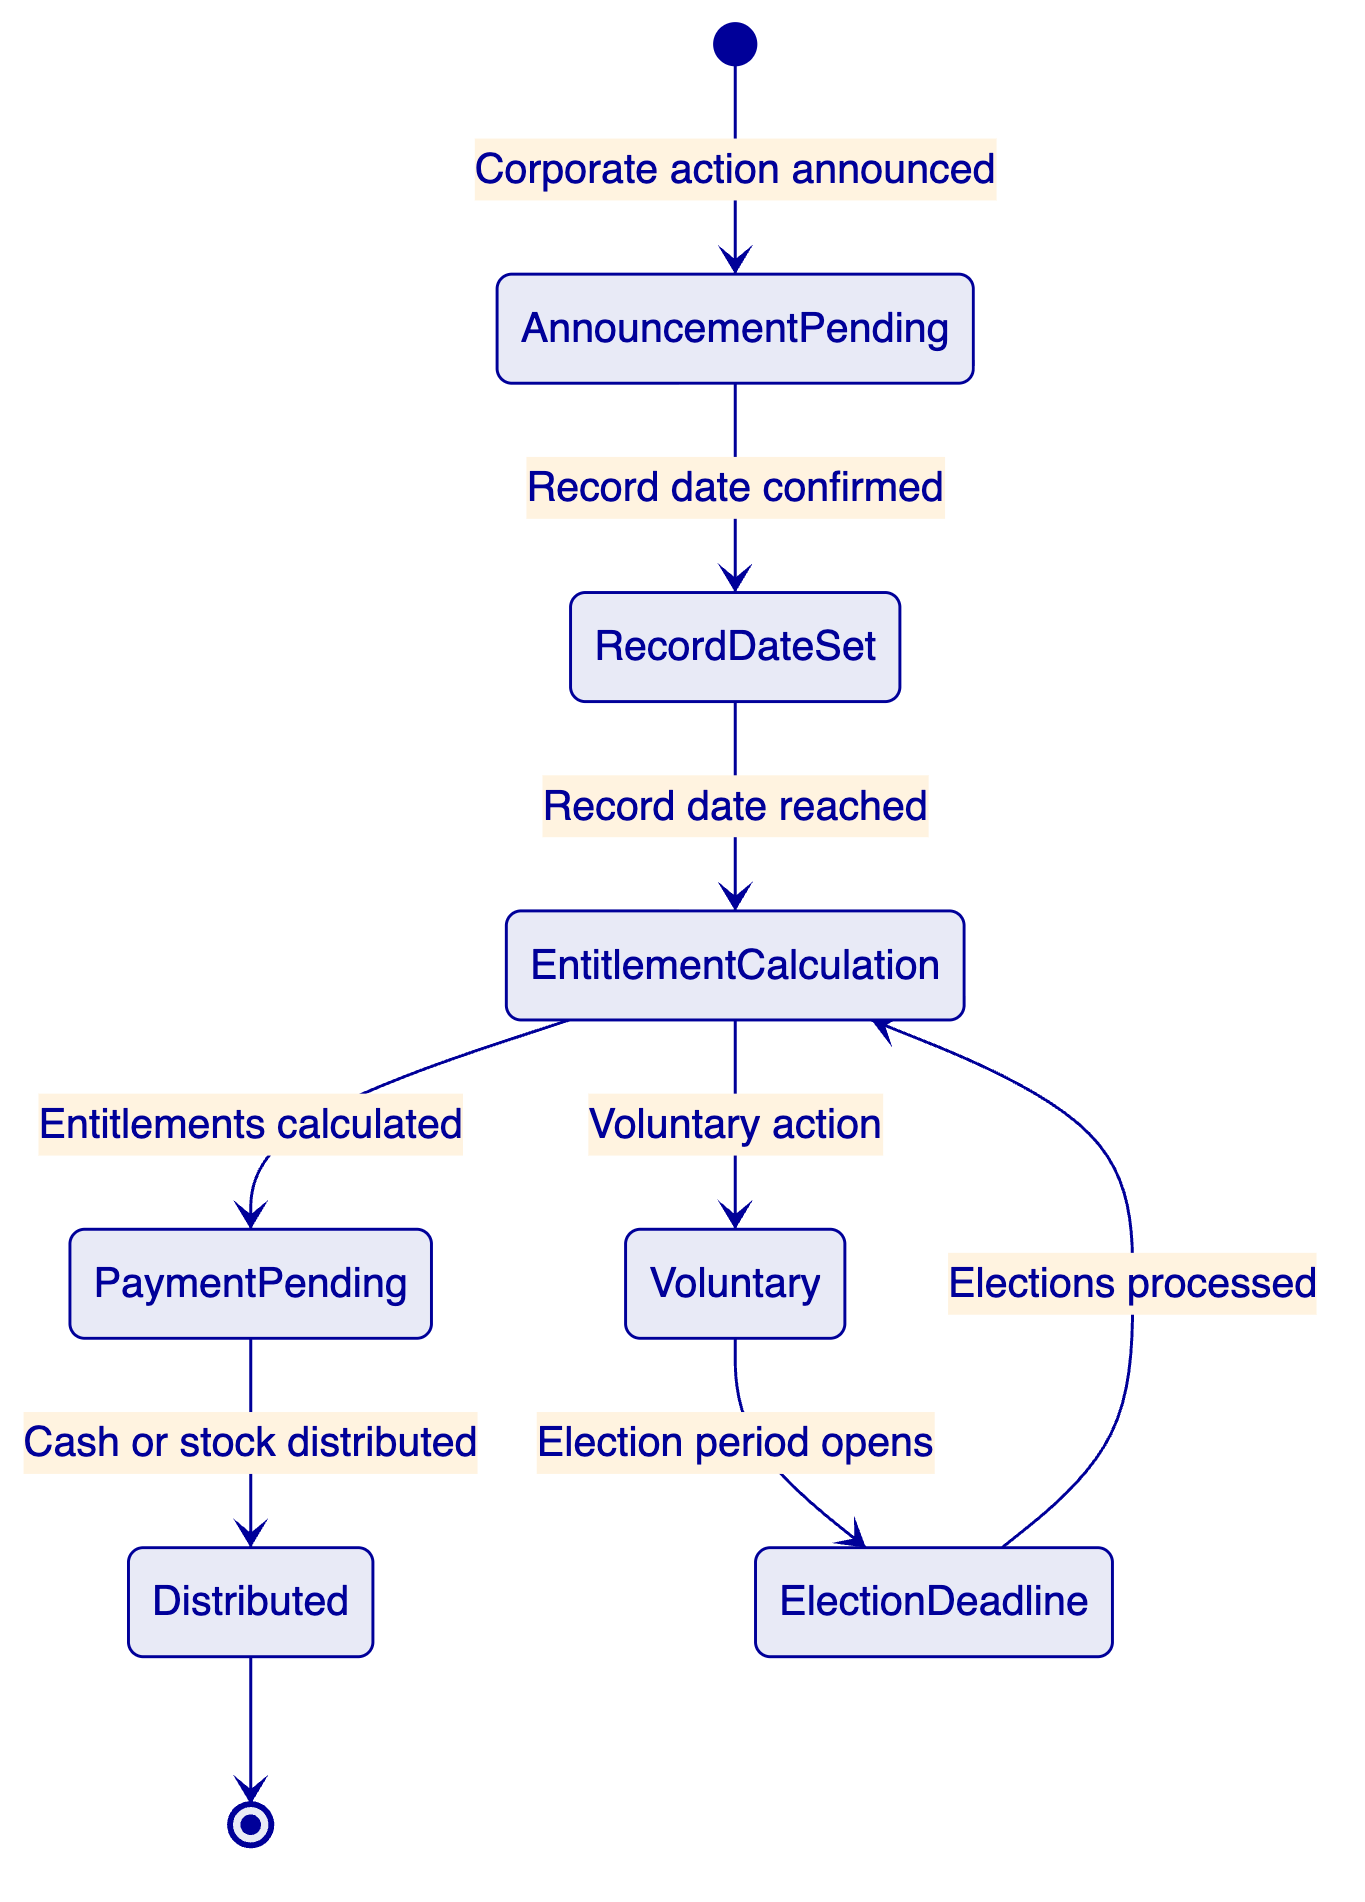 Corporate action announced
AnnouncementPending
Record date confirmed
RecordDateSet
Record date reached
EntitlementCalculation
Entitlements calculated
Voluntary action
PaymentPending
Voluntary
Elections processed
Cash or stock distributed
Election period opens
Distributed
ElectionDeadline